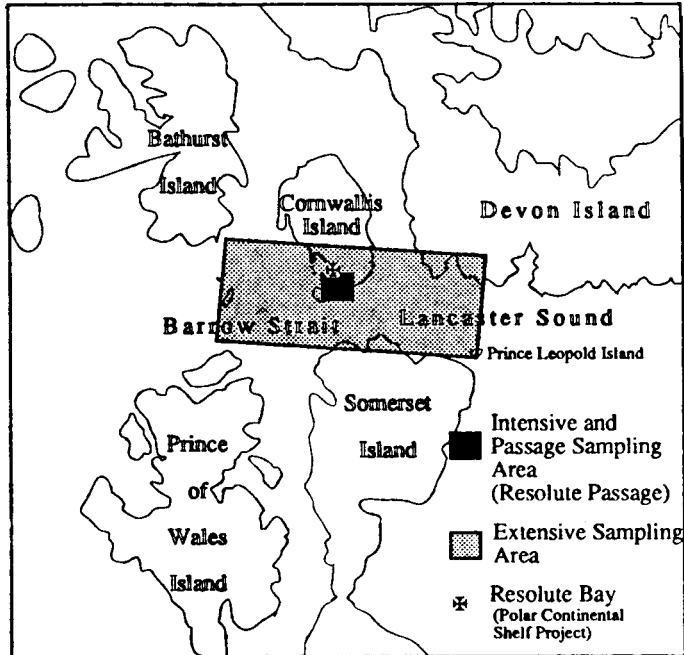 Bathurst
Island
Cornwallis
Island
Devon Island
Barrow Strait
Lancaster Sound
Prince Leopold Island
Somerset
Island
Prince
of
Wales
Island
Intensive and
Passage Sampling
Area
(Resolute Passage)
Extensive Sampling
Area
Resolute Bay
(Polar Continental
Shelf Project)